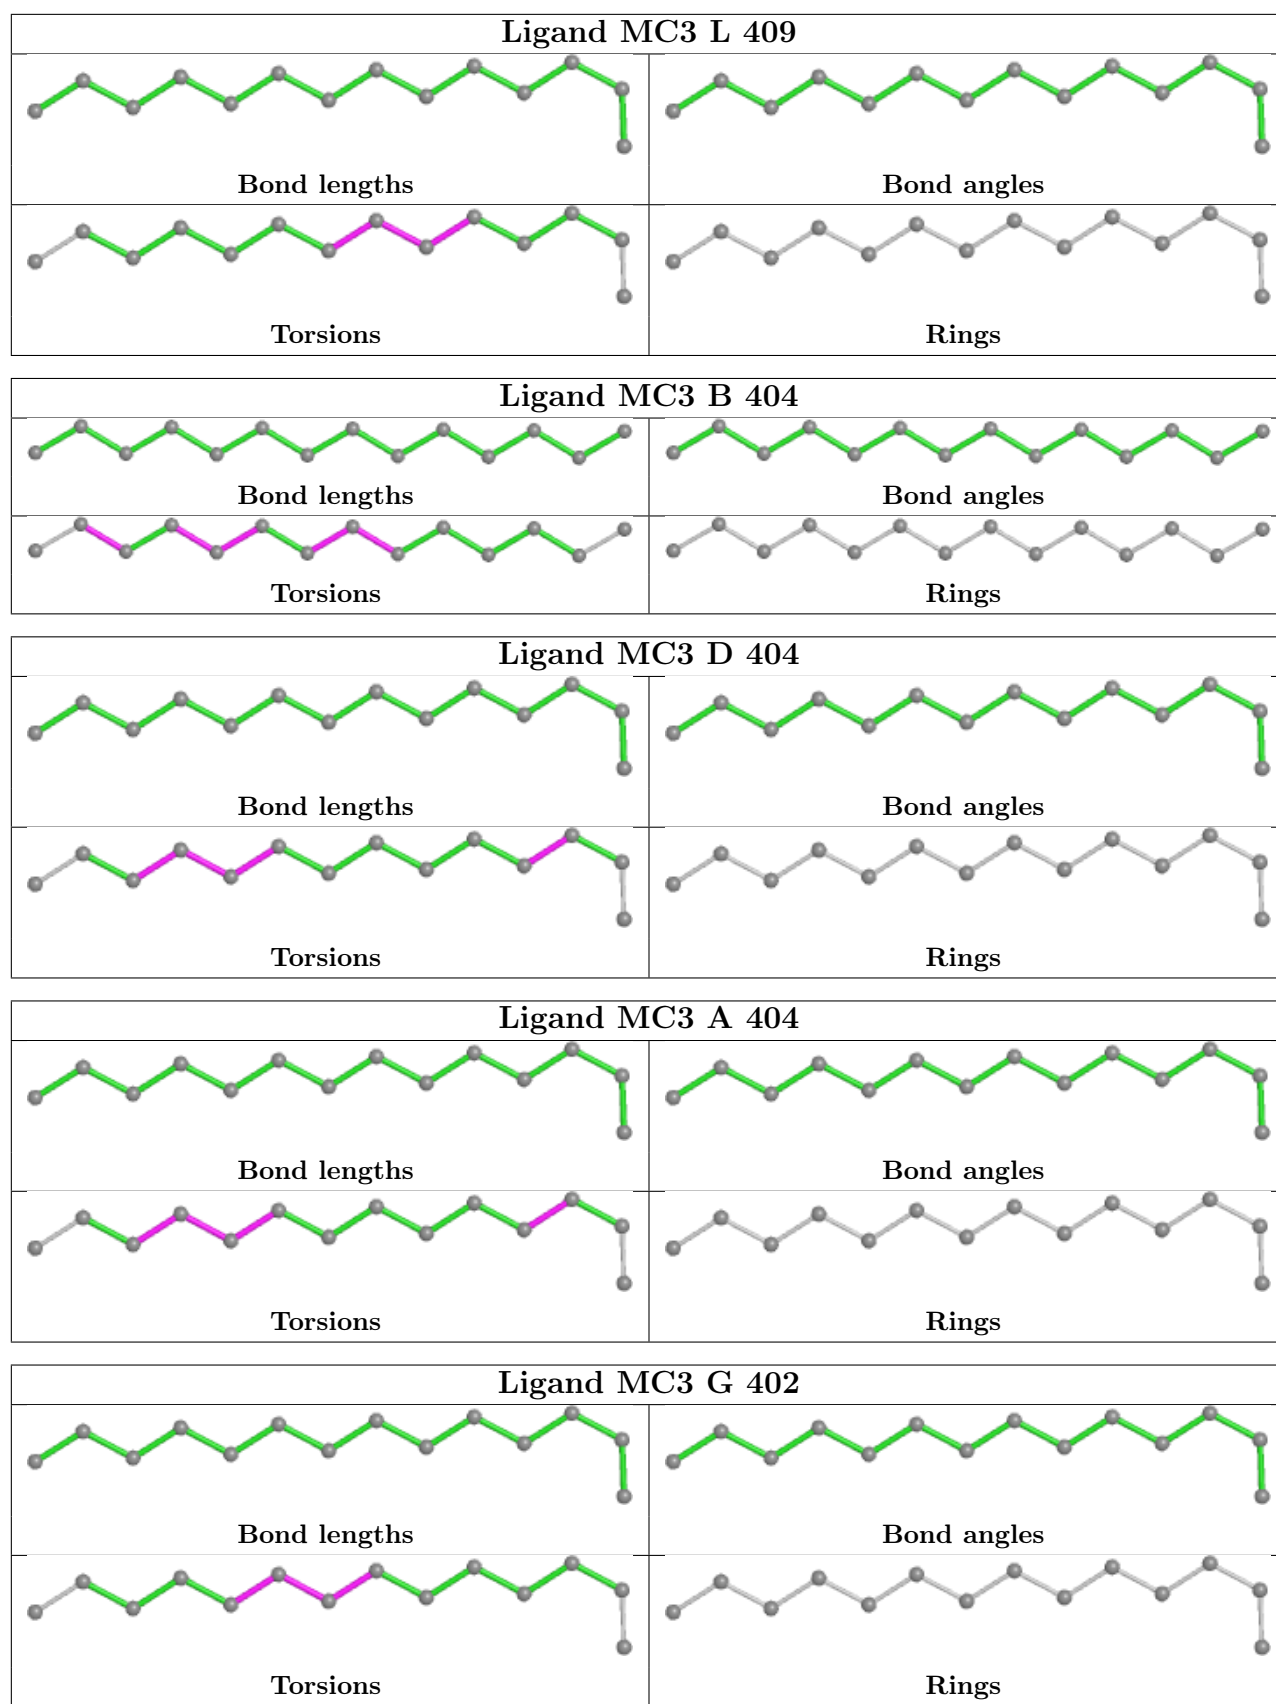 Ligand MC3 L 409
Bond lengths
Bond angles
Torsions
Rings
Ligand MC3 B 404
Bond lengths
Bond angles
Torsions
Rings
Ligand MC3 D 404
Bond lengths
Bond angles
Torsions
Rings
Ligand MC3 A 404
Bond lengths
Bond angles
Torsions
Rings
Ligand MC3 G 402
Bond lengths
Bond angles
Torsions
Rings